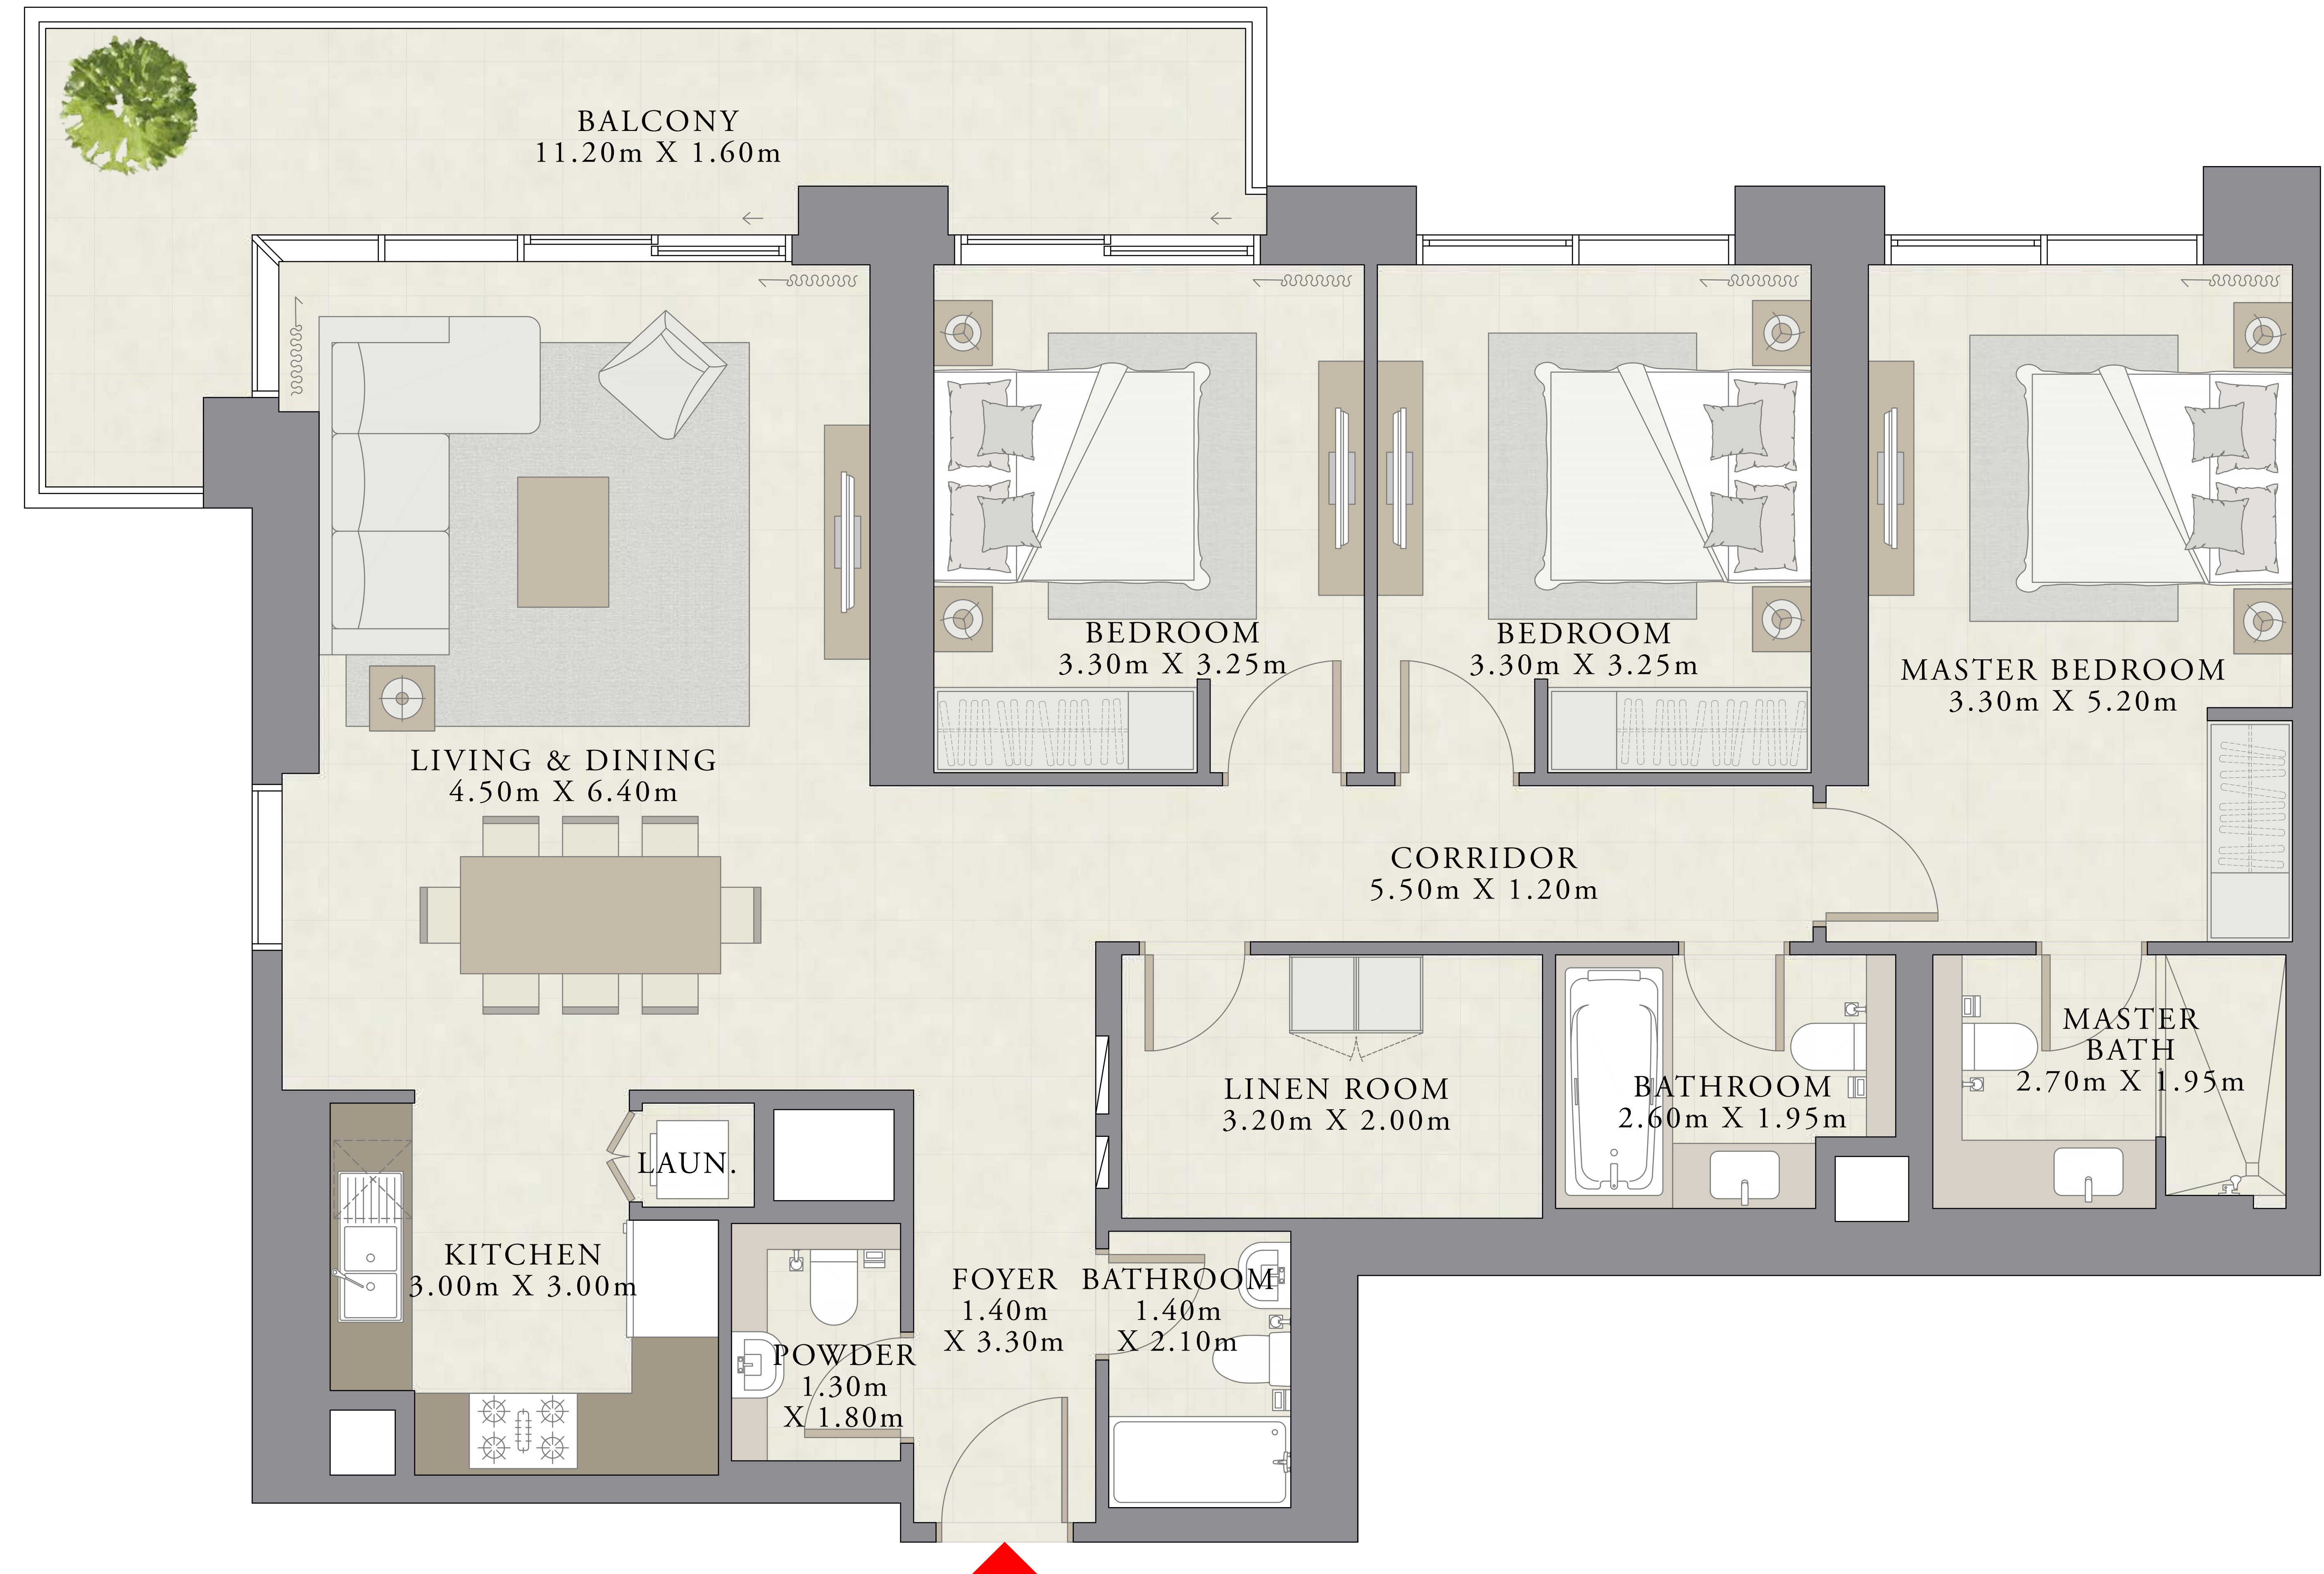 BALCONY
11.20m X 1.60m
BEDROOM
3.30m X 3.25m
BEDROOM
3.30m X 3.25m
MASTER BEDROOM
3.30m X 5.20m
LIVING & DINING
4.50m X 6.40m
CORRIDOR
5.50m X 1.20m
MASTER
BATH
2.70m X 1.95m
LINEN ROOM
3.20m X 2.00m
BATHROOM
2.60m X 1.95m
LAUN.
KITCHEN
3.00m X 3.00m
FOYER
1.40m
X 3.30m
BATHROOM
1.40m
X 2.10m
POWDER
1.30m
X 1.80m